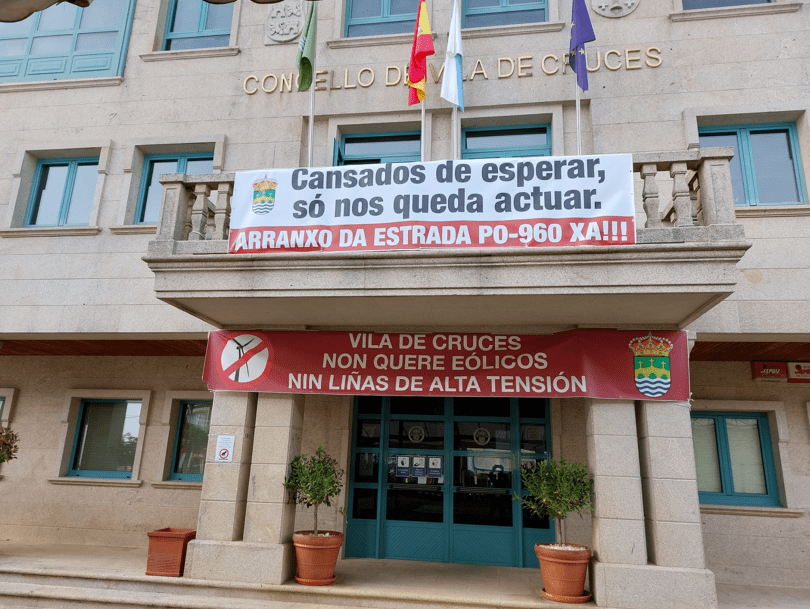 CONCELLO DE VILA DE CRUCES
Cansados de esperar,
só nos queda actuar.
ARRANXO DA ESTRADA PO-960 XA!!!
VILA DE CRUCES
NON QUERE EÓLICOS
NIN LIÑAS DE ALTA TENSIÓN